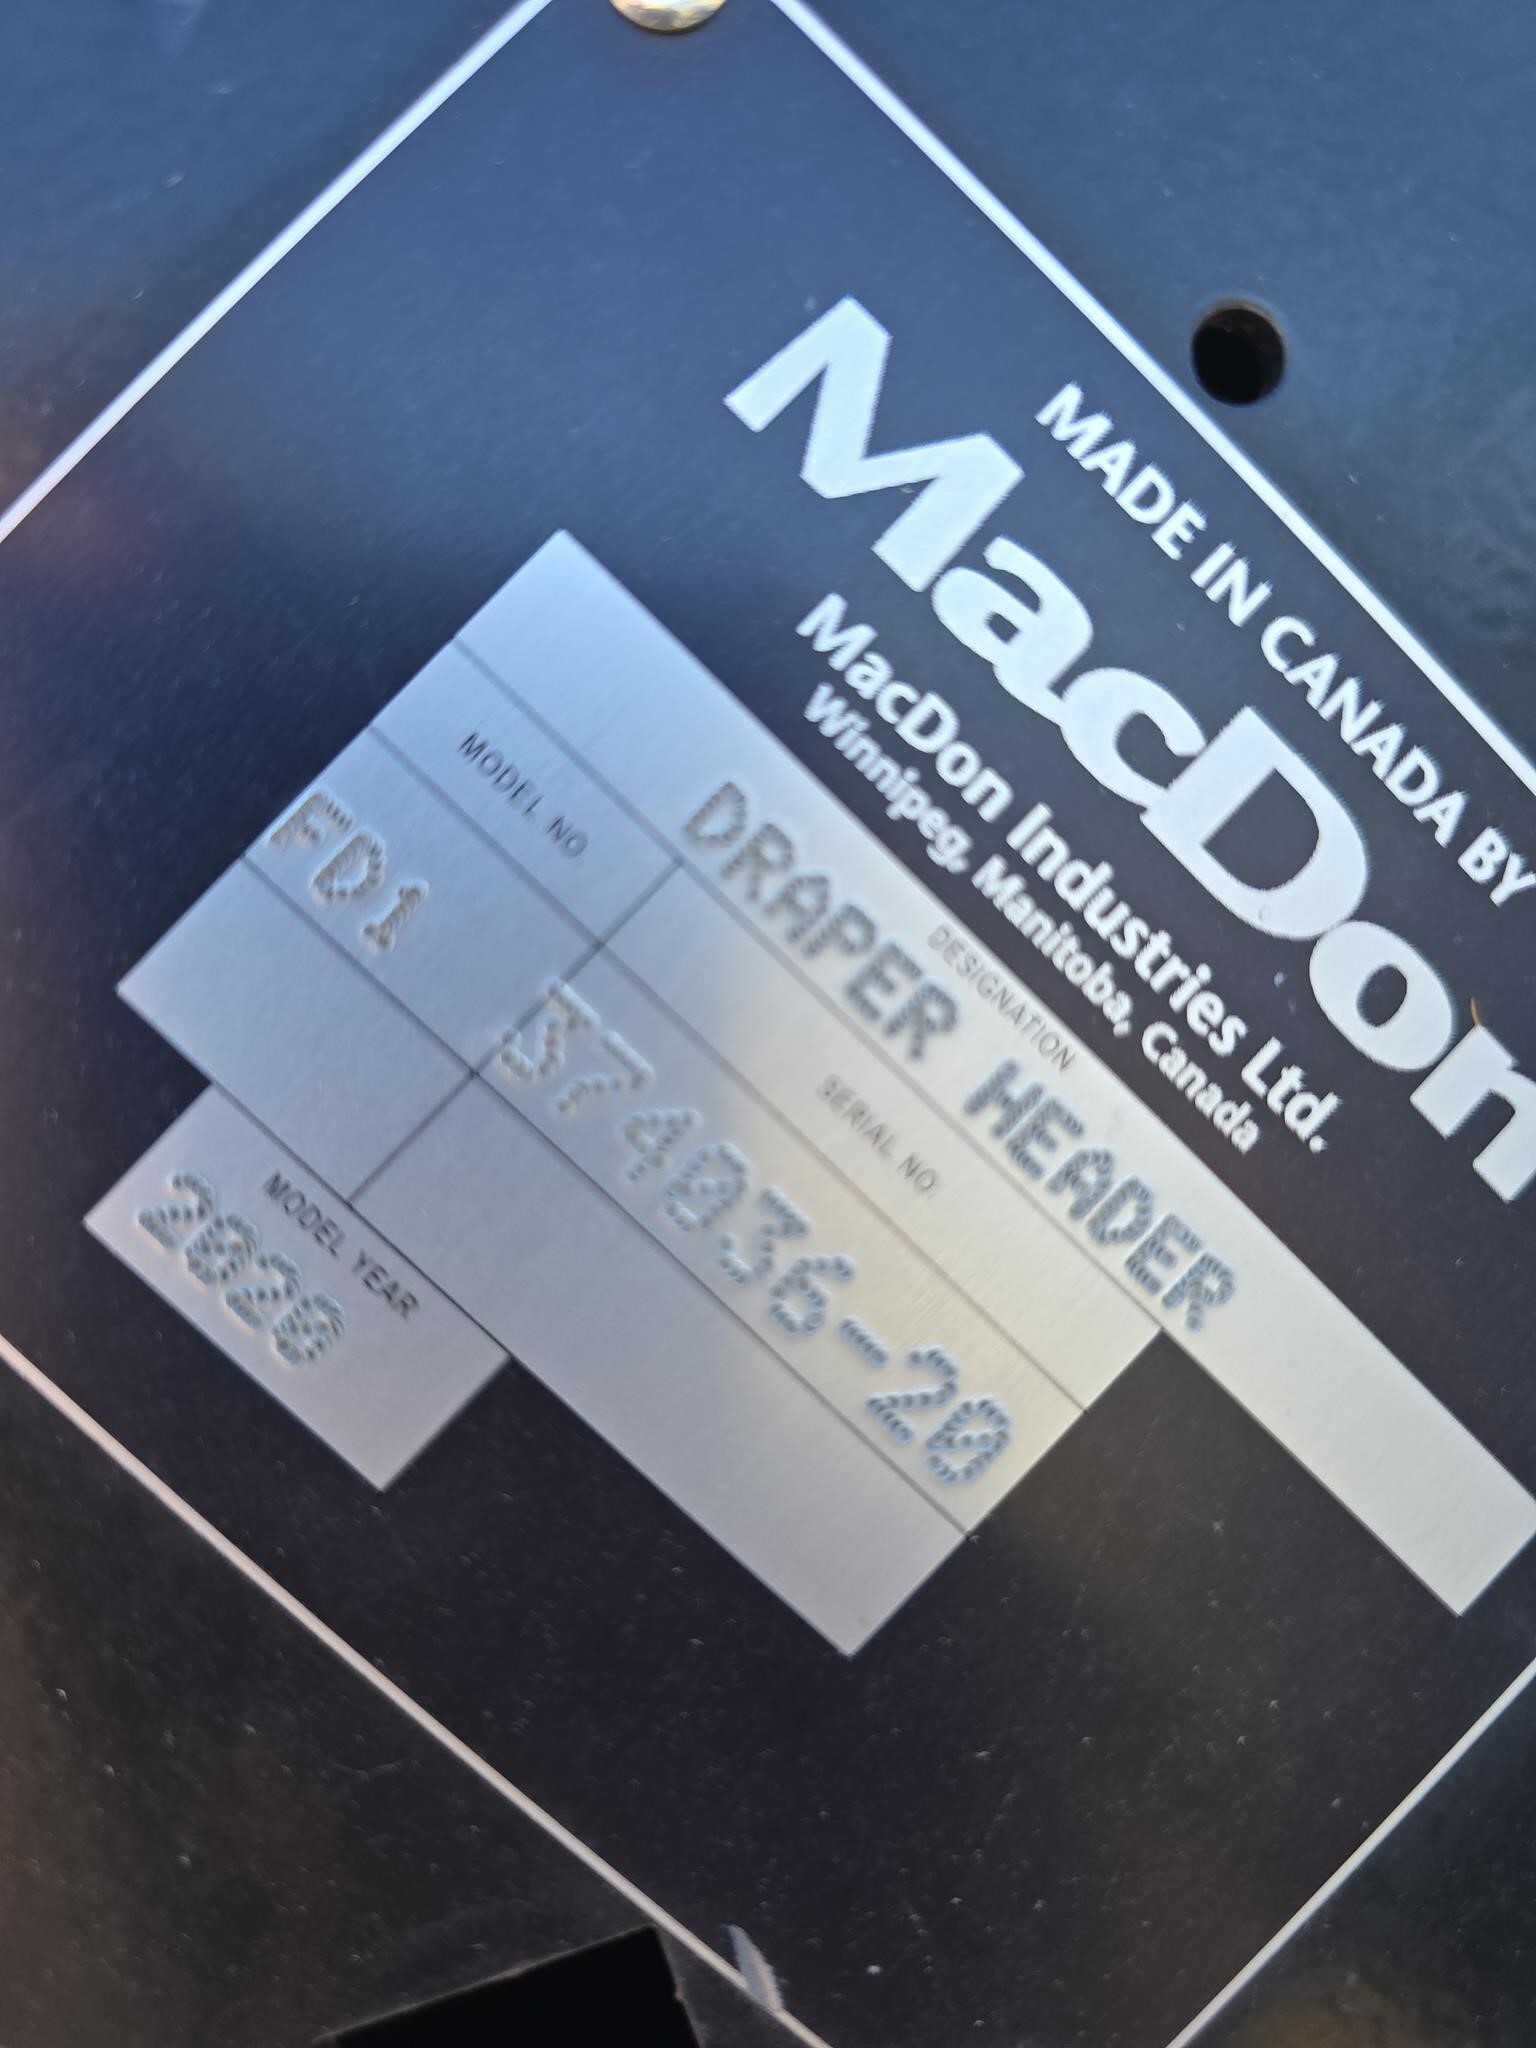 MADE IN CANADA BY
MacDon
MacDon Industries Ltd.
Winnipeg, Manitoba, Canada
DESIGNATION
DRAPER HEADER
MODEL NO.
SERIAL NO.
FD1
374036-20
MODEL YEAR
2020